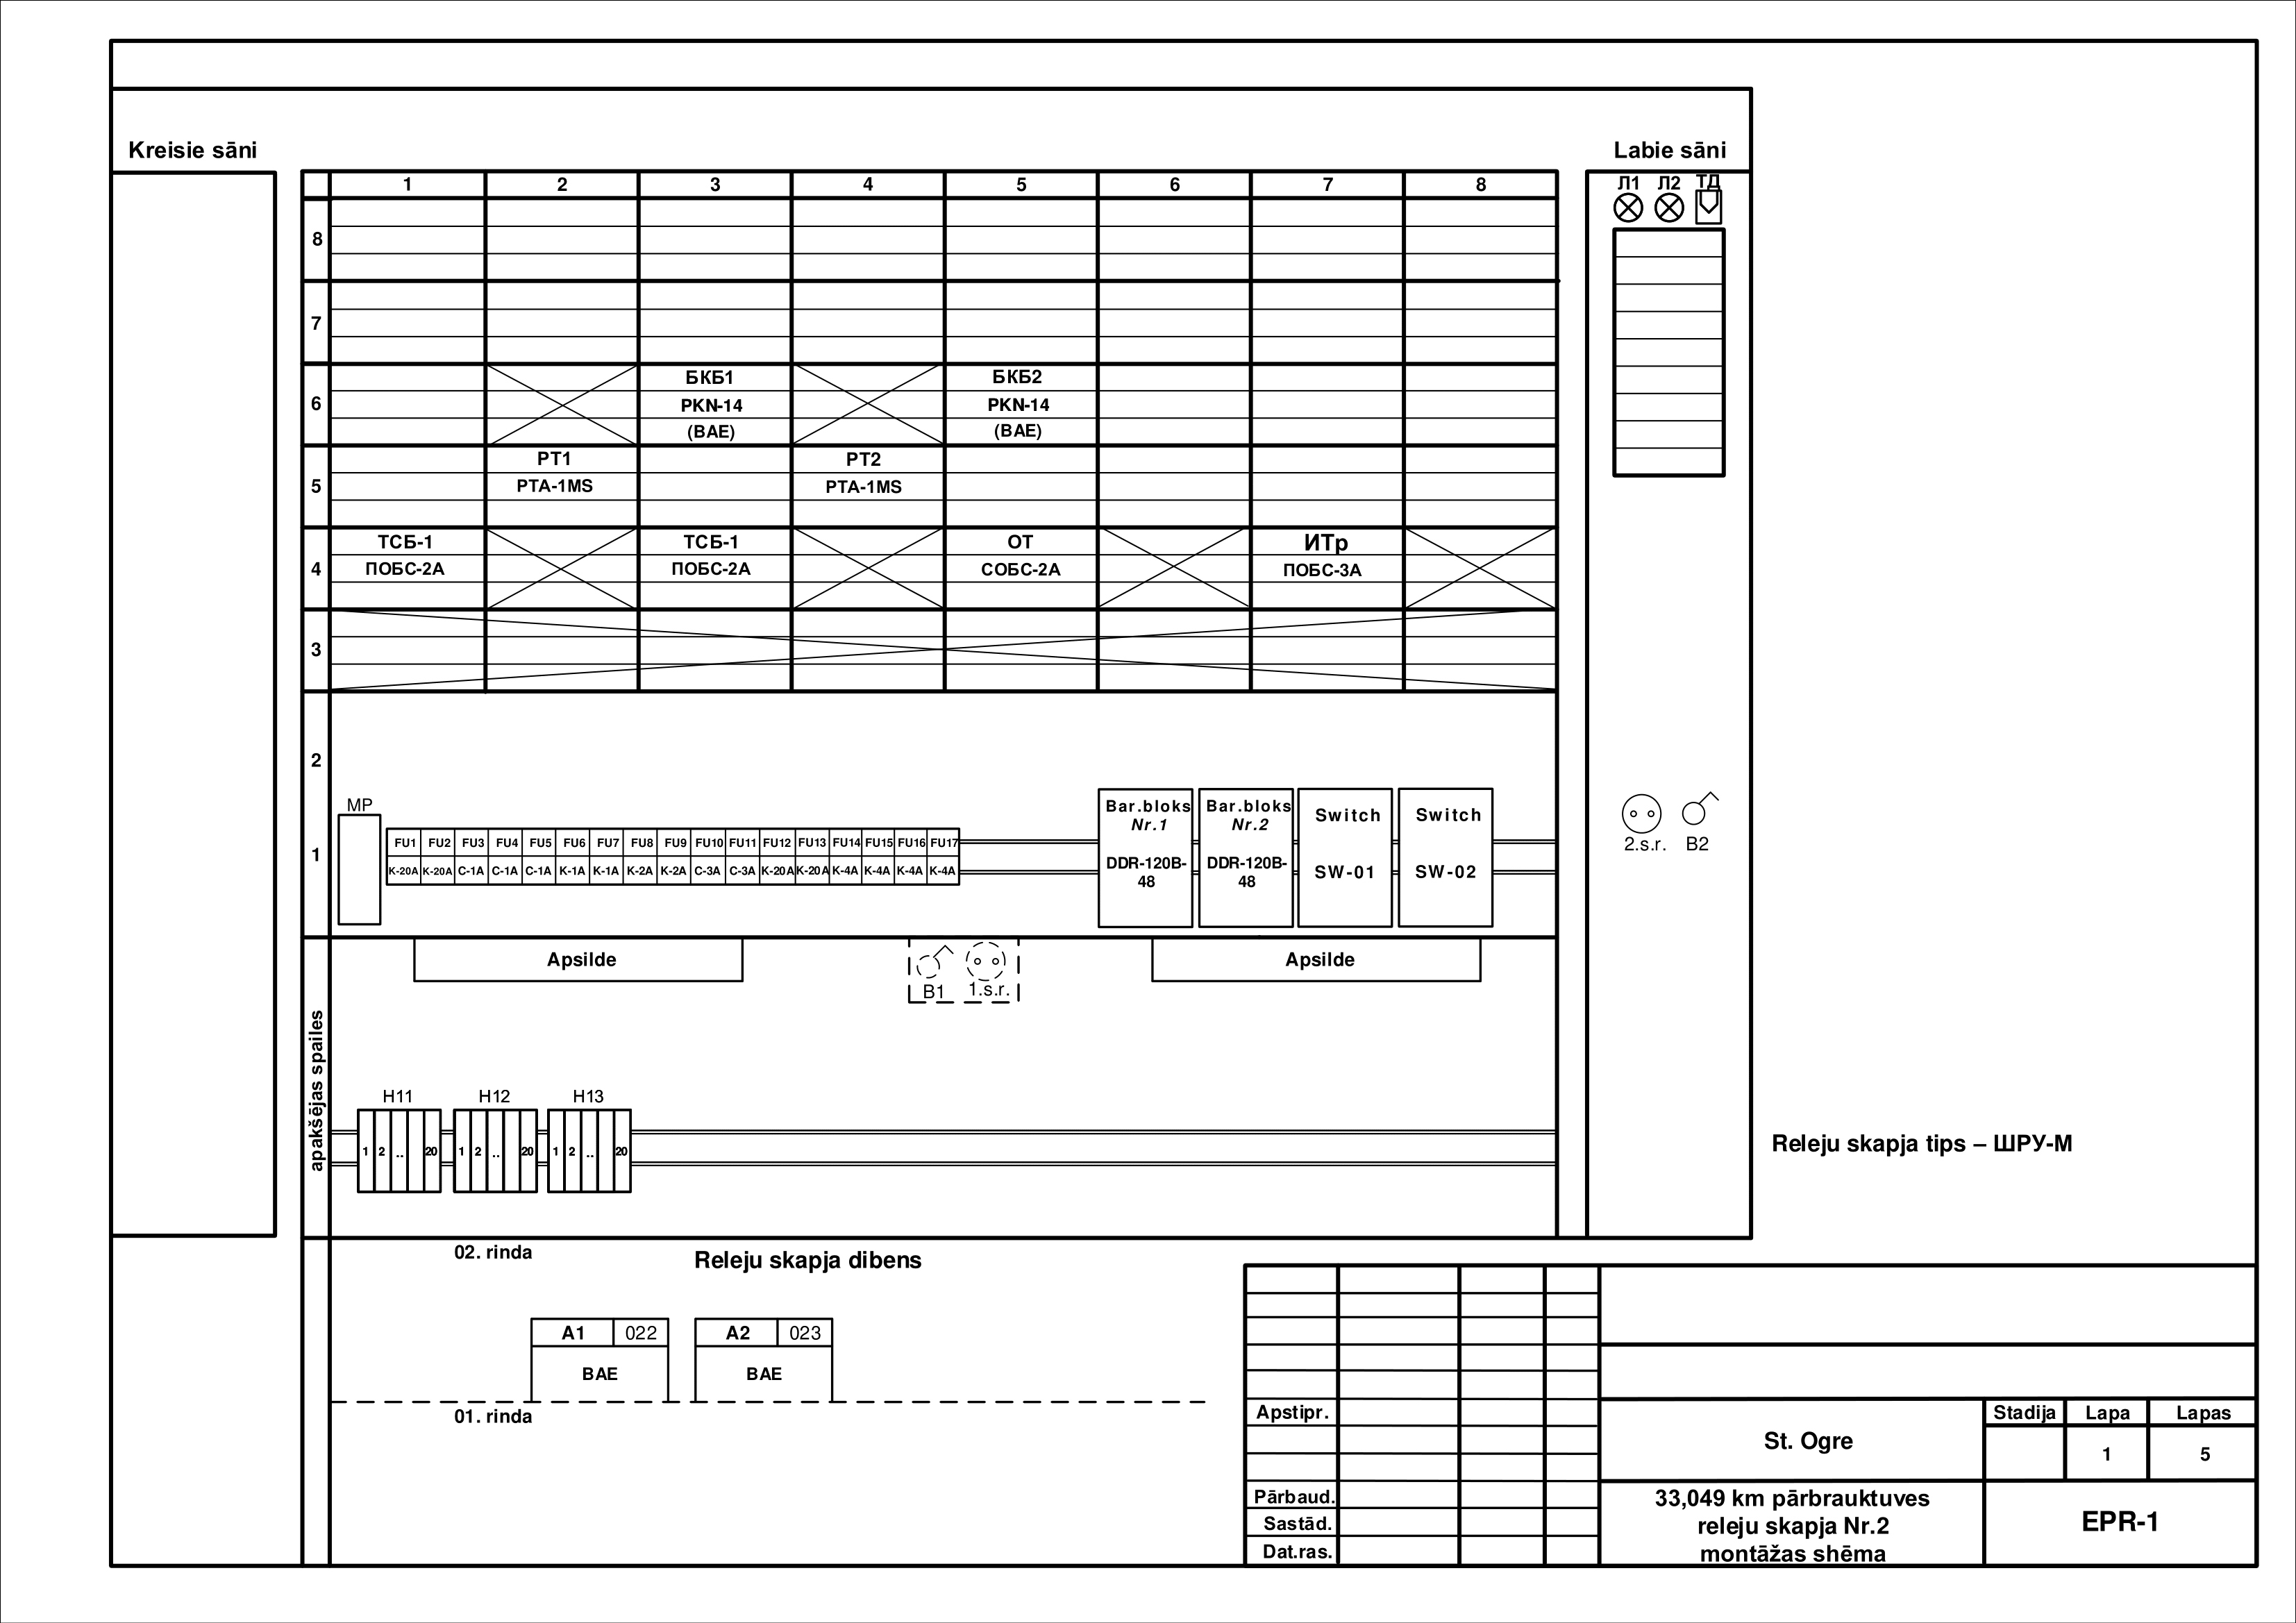 Kreisie sāni
Labie sāni
1 2 3 4 5 6 7 8
Л1 Л2 ТД
8
7
6
БКБ1 БКБ2
PKN-14 PKN-14
(BAE) (BAE)
5
РТ1 РТ2
PTA-1MS PTA-1MS
4
ТСБ-1 ТСБ-1 ОТ ИТр
ПОБС-2А ПОБС-2А СОБС-2А ПОБС-3А
3
2
1
MP
FU1 FU2 FU3 FU4 FU5 FU6 FU7 FU8 FU9 FU10 FU11 FU12 FU13 FU14 FU15 FU16 FU17
K-20A K-20A C-1A C-1A C-1A K-1A K-1A K-2A K-2A C-3A C-3A K-20A K-20A K-4A K-4A K-4A K-4A
Bar.bloks
Nr.1
DDR-120B-
48
Bar.bloks
Nr.2
DDR-120B-
48
Switch
SW-01
Switch
SW-02
2.s.r. B2
Apsilde
B1 1.s.r.
Apsilde
apakšējas spailes
H11 H12 H13
1 2 .. 20 1 2 .. 20 1 2 .. 20
Releju skapja tips – ШРУ-М
02. rinda
Releju skapja dibens
A1 022
BAE
A2 023
BAE
01. rinda
Apstipr.
Pārbaud.
Sastād.
Dat.ras.
St. Ogre
Stadija Lapa Lapas
1 5
33,049 km pārbrauktuves
releju skapja Nr.2
montāžas shēma
EPR-1